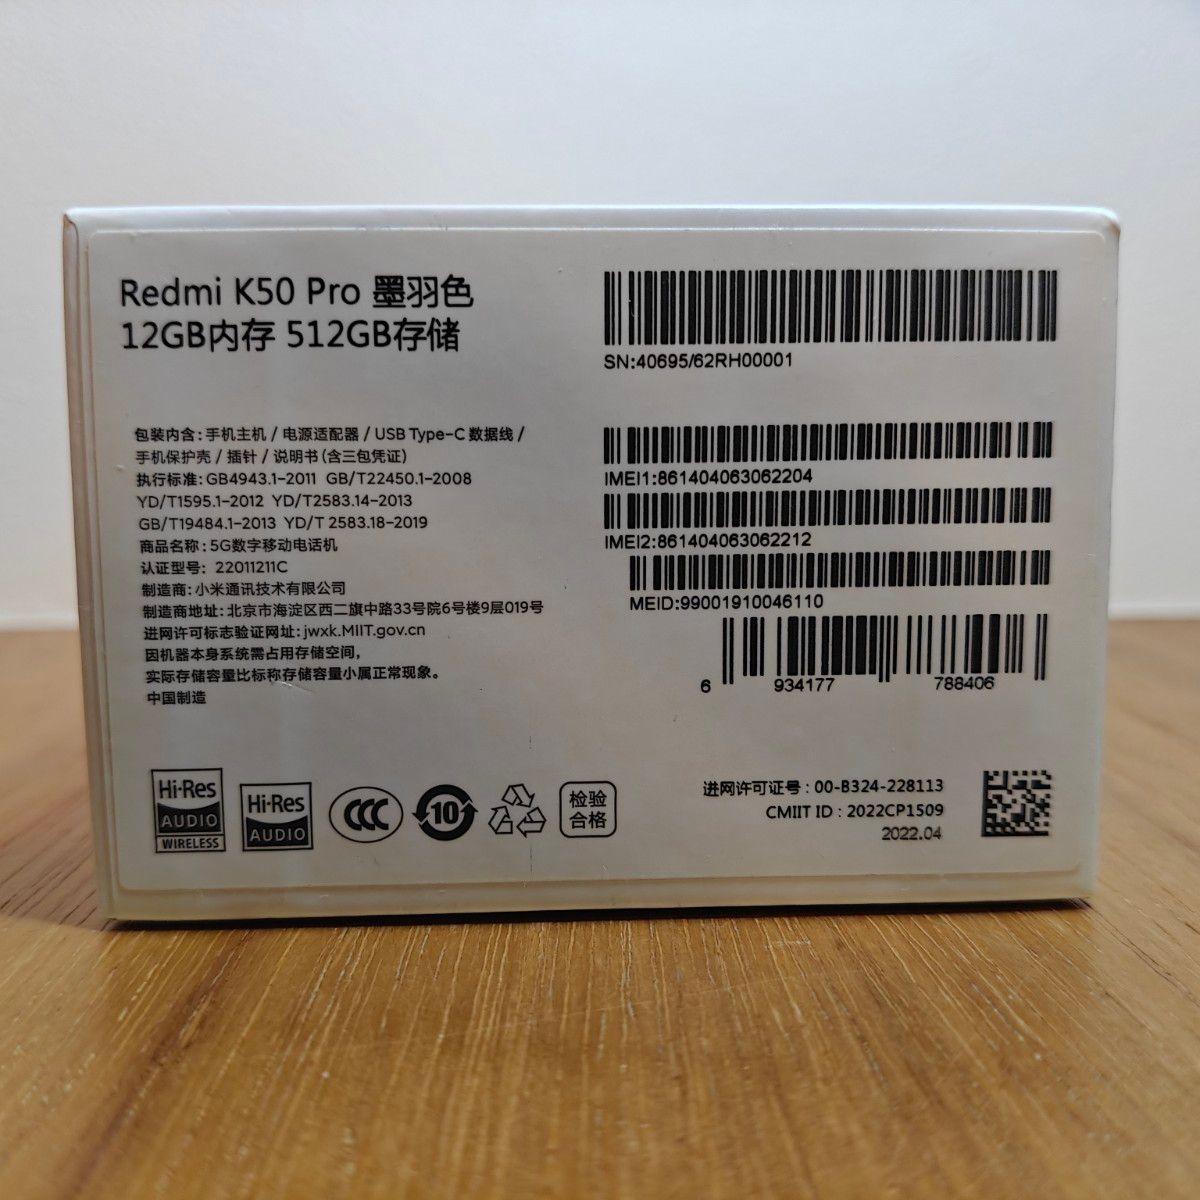 Redmi K50 Pro 墨羽色
12GB内存 512GB存储
SN:40695/62RH00001
包装内含: 手机主机 / 电源适配器 / USB Type-C 数据线 /
手机保护壳 / 插针 / 说明书(含三包凭证)
执行标准: GB4943.1-2011 GB/T22450.1-2008
YD/T1595.1-2012 YD/T2583.14-2013
GB/T19484.1-2013 YD/T 2583.18-2019
商品名称: 5G数字移动电话机
认证型号: 22011211C
制造商: 小米通讯技术有限公司
制造商地址: 北京市海淀区西二旗中路33号院6号楼9层019号
进网许可标志验证网址: jwxk.MIIT.gov.cn
因机器本身系统需占用存储空间,
实际存储容量比标称存储容量小属正常现象。
中国制造
IMEI1:861404063062204
IMEI2:861404063062212
MEID:99001910046110
6 934177 788406
Hi-Res
AUDIO
WIRELESS
Hi-Res
AUDIO
CCC
10
检验
合格
进网许可证号 : 00-B324-228113
CMIIT ID : 2022CP1509
2022.04